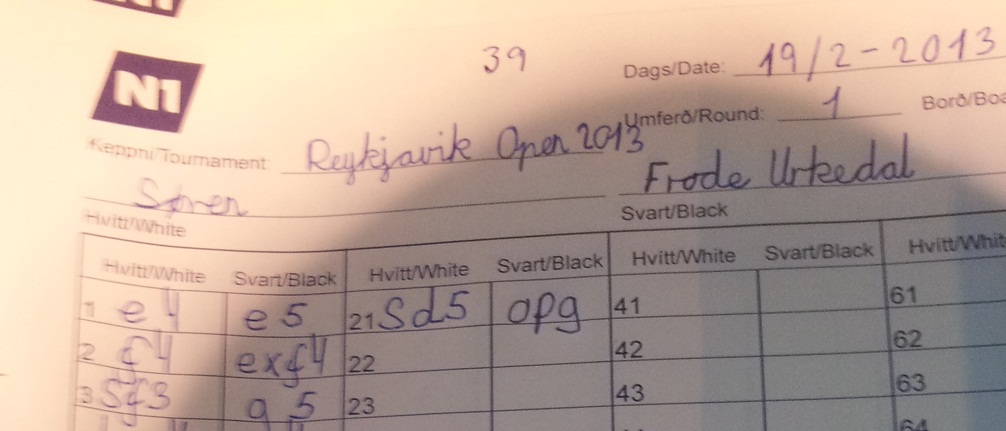 N1
39
Dags/Date: 19/2-2013
Umferð/Round: 1
Keppni/Tournament: Reykjavik Open 2013
Søren
Frode Urkedal
Hvitt/White
Svart/Black
Hvitt/White Svart/Black Hvitt/White Svart/Black Hvitt/White Svart/Black
1 e4 e5 21 Sd5 opg 41 61
2 f4 exf4 22 42 62
3 Sf3 g5 23 43 63
64